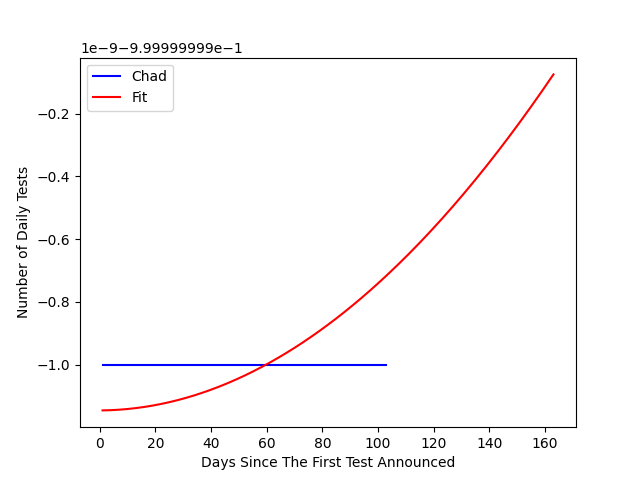 1e−9−9.99999999e−1
Chad
Fit
−0.2
−0.4
−0.6
−0.8
−1.0
Number of Daily Tests
0 20 40 60 80 100 120 140 160
Days Since The First Test Announced